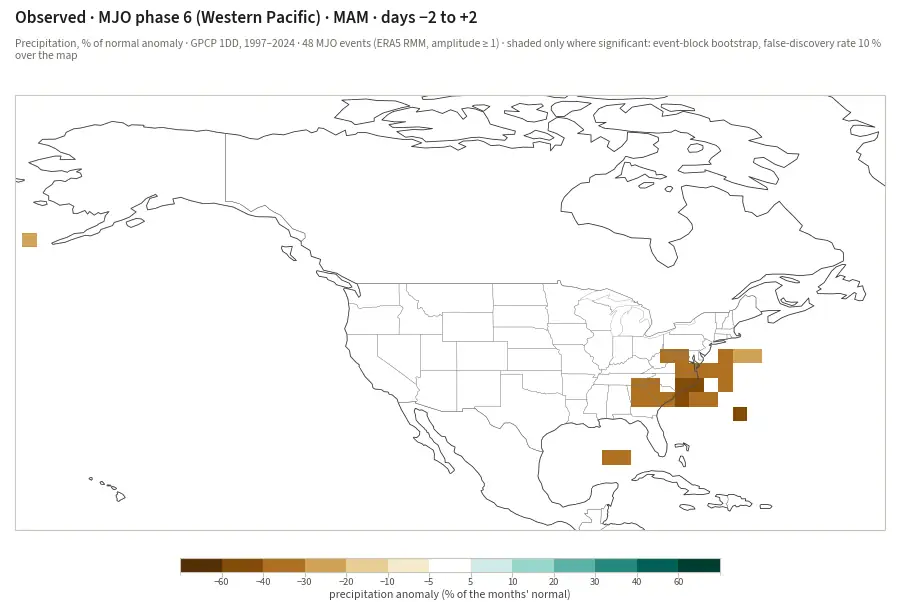 Observed · MJO phase 6 (Western Pacific) · MAM · days −2 to +2
Precipitation, % of normal anomaly · GPCP 1DD, 1997–2024 · 48 MJO events (ERA5 RMM, amplitude ≥ 1) · shaded only where significant: event-block bootstrap, false-discovery rate 10 %
over the map
−60 −40 −30 −20 −10 −5 5 10 20 30 40 60
precipitation anomaly (% of the months' normal)